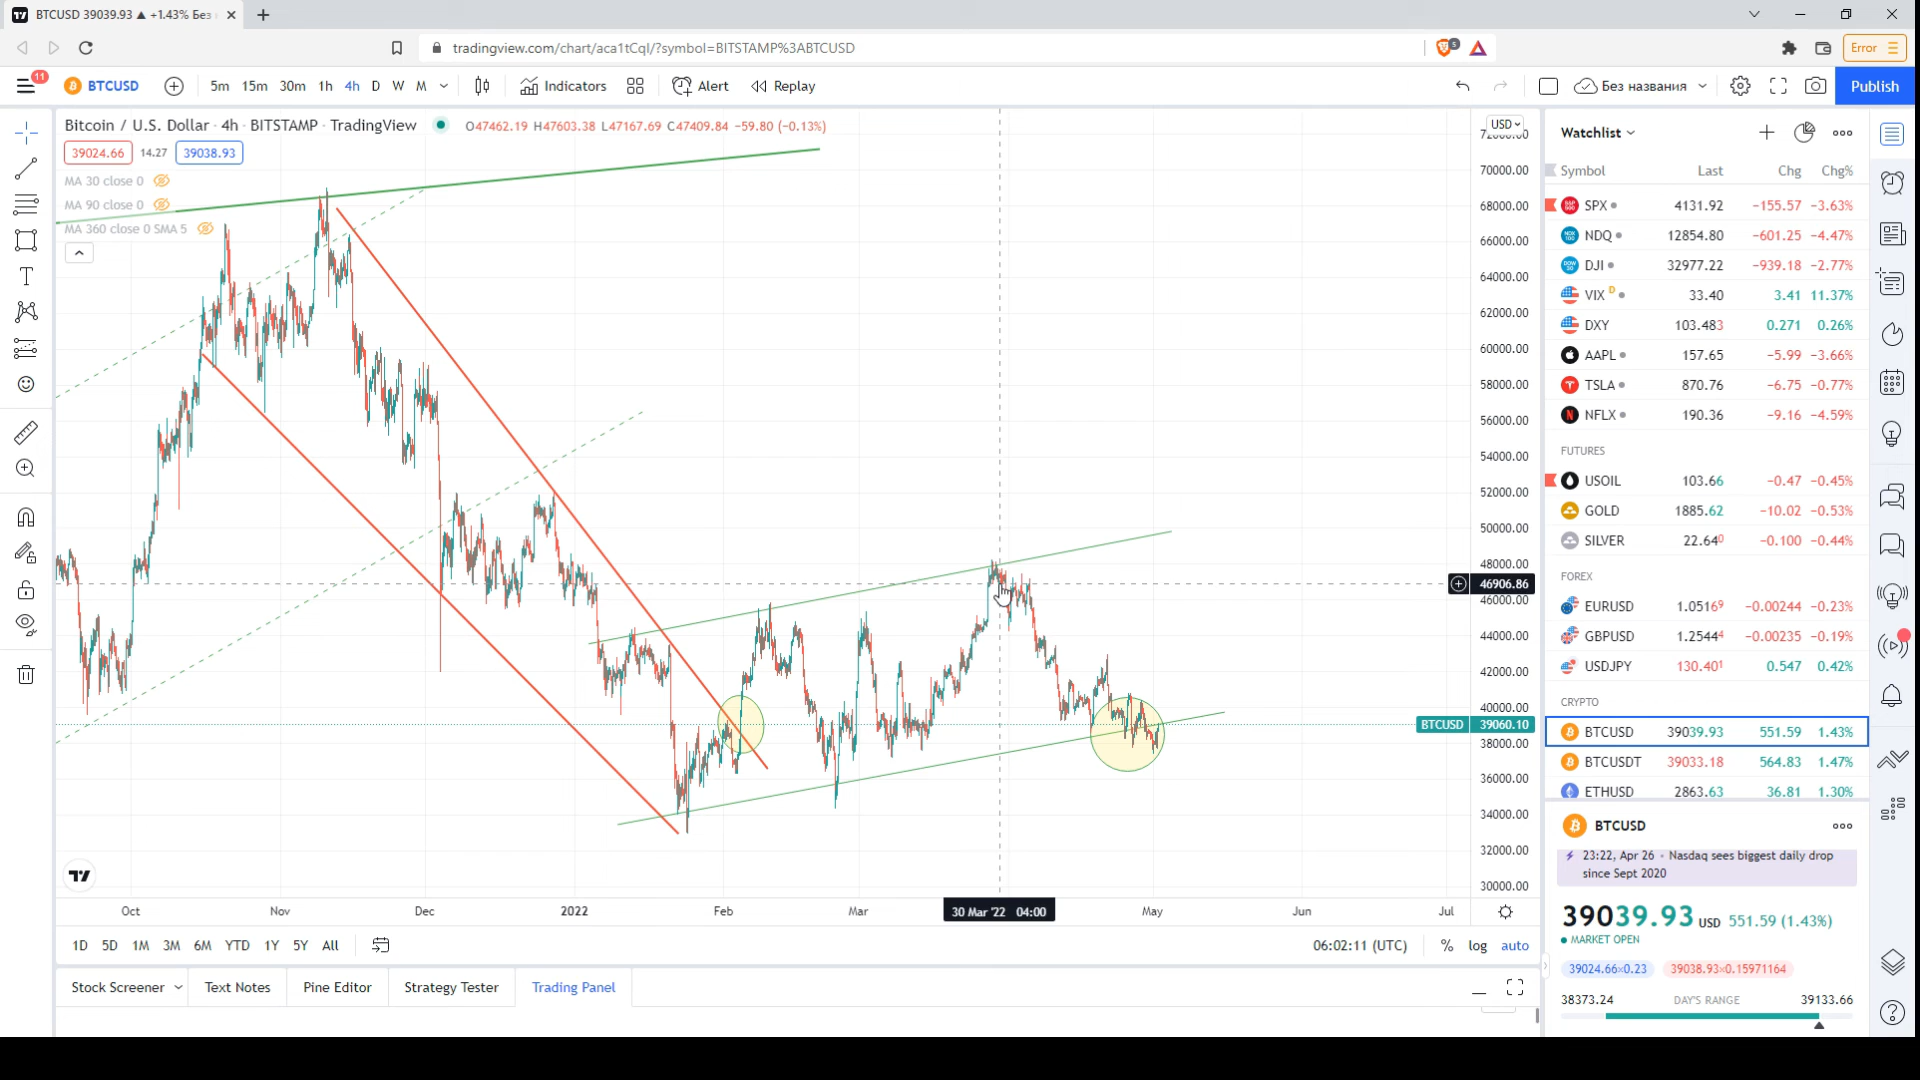 BTCUSD 39039.93 ▲ +1.43% Без
tradingview.com/chart/aca1tCql/?symbol=BITSTAMP%3ABTCUSD
5
Error
11
BTCUSD 5m 15m 30m 1h 4h D W M Indicators Alert Replay Без названия Publish
Bitcoin / U.S. Dollar · 4h · BITSTAMP · TradingView O47462.19 H47603.38 L47167.69 C47409.84 −59.80 (−0.13%)
39024.66 14.27 39038.93
MA 30 close 0
MA 90 close 0
MA 360 close 0 SMA 5
USD
70000.00
68000.00
66000.00
64000.00
62000.00
60000.00
58000.00
56000.00
54000.00
52000.00
50000.00
48000.00
46906.86
46000.00
44000.00
42000.00
40000.00
BTCUSD 39060.10
38000.00
36000.00
34000.00
32000.00
30000.00
Oct Nov Dec 2022 Feb Mar 30 Mar '22 04:00 May Jun Jul
1D 5D 1M 3M 6M YTD 1Y 5Y All 06:02:11 (UTC) % log auto
Stock Screener Text Notes Pine Editor Strategy Tester Trading Panel
Watchlist
Symbol Last Chg Chg%
SPX 4131.92 −155.57 −3.63%
NDQ 12854.80 −601.25 −4.47%
DJI 32977.22 −939.18 −2.77%
VIX D 33.40 3.41 11.37%
DXY 103.483 0.271 0.26%
AAPL 157.65 −5.99 −3.66%
TSLA 870.76 −6.75 −0.77%
NFLX 190.36 −9.16 −4.59%
FUTURES
USOIL 103.66 −0.47 −0.45%
GOLD 1885.62 −10.02 −0.53%
SILVER 22.640 −0.100 −0.44%
FOREX
EURUSD 1.05169 −0.00244 −0.23%
GBPUSD 1.25444 −0.00235 −0.19%
USDJPY 130.401 0.547 0.42%
CRYPTO
BTCUSD 39039.93 551.59 1.43%
BTCUSDT 39033.18 564.83 1.47%
ETHUSD 2863.63 36.81 1.30%
BTCUSD
23:22, Apr 26 • Nasdaq sees biggest daily drop
since Sept 2020
39039.93 USD 551.59 (1.43%)
MARKET OPEN
39024.66×0.23 39038.93×0.15971164
38373.24 DAY'S RANGE 39133.66